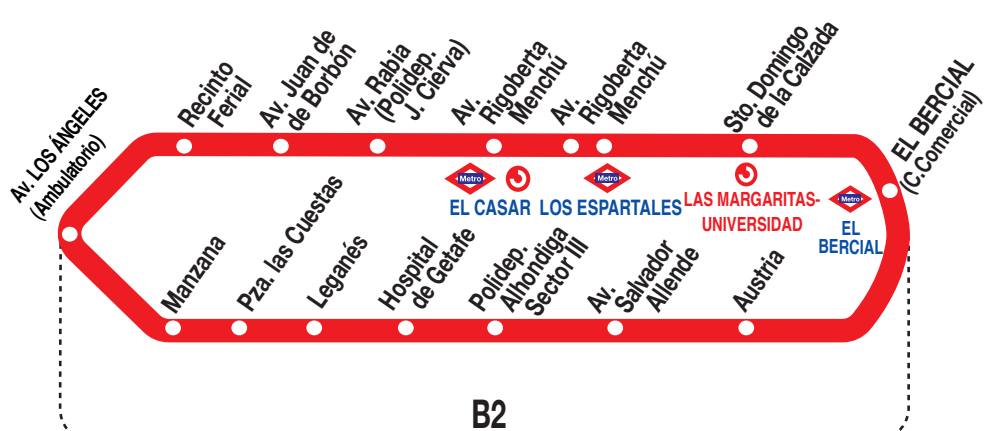 Av. LOS ÁNGELES
(Ambulatorio)
Recinto
Ferial
Av. Juan de
de Borbón
Av. Rabia
(Polidep.
J. Cierva)
Av.
Rigoberta
Menchú
Av.
Rigoberta
Menchú
Sto. Domingo
de la Calzada
EL BERCIAL
(C.Comercial)
Metro
EL CASAR
Metro
LOS ESPARTALES
LAS MARGARITAS-
UNIVERSIDAD
Metro
EL
BERCIAL
Manzana
Pza. las Cuestas
Leganés
Hospital
de Getafe
Polidep.
Alhondiga
Sector III
Av.
Salvador
Allende
Austria
B2